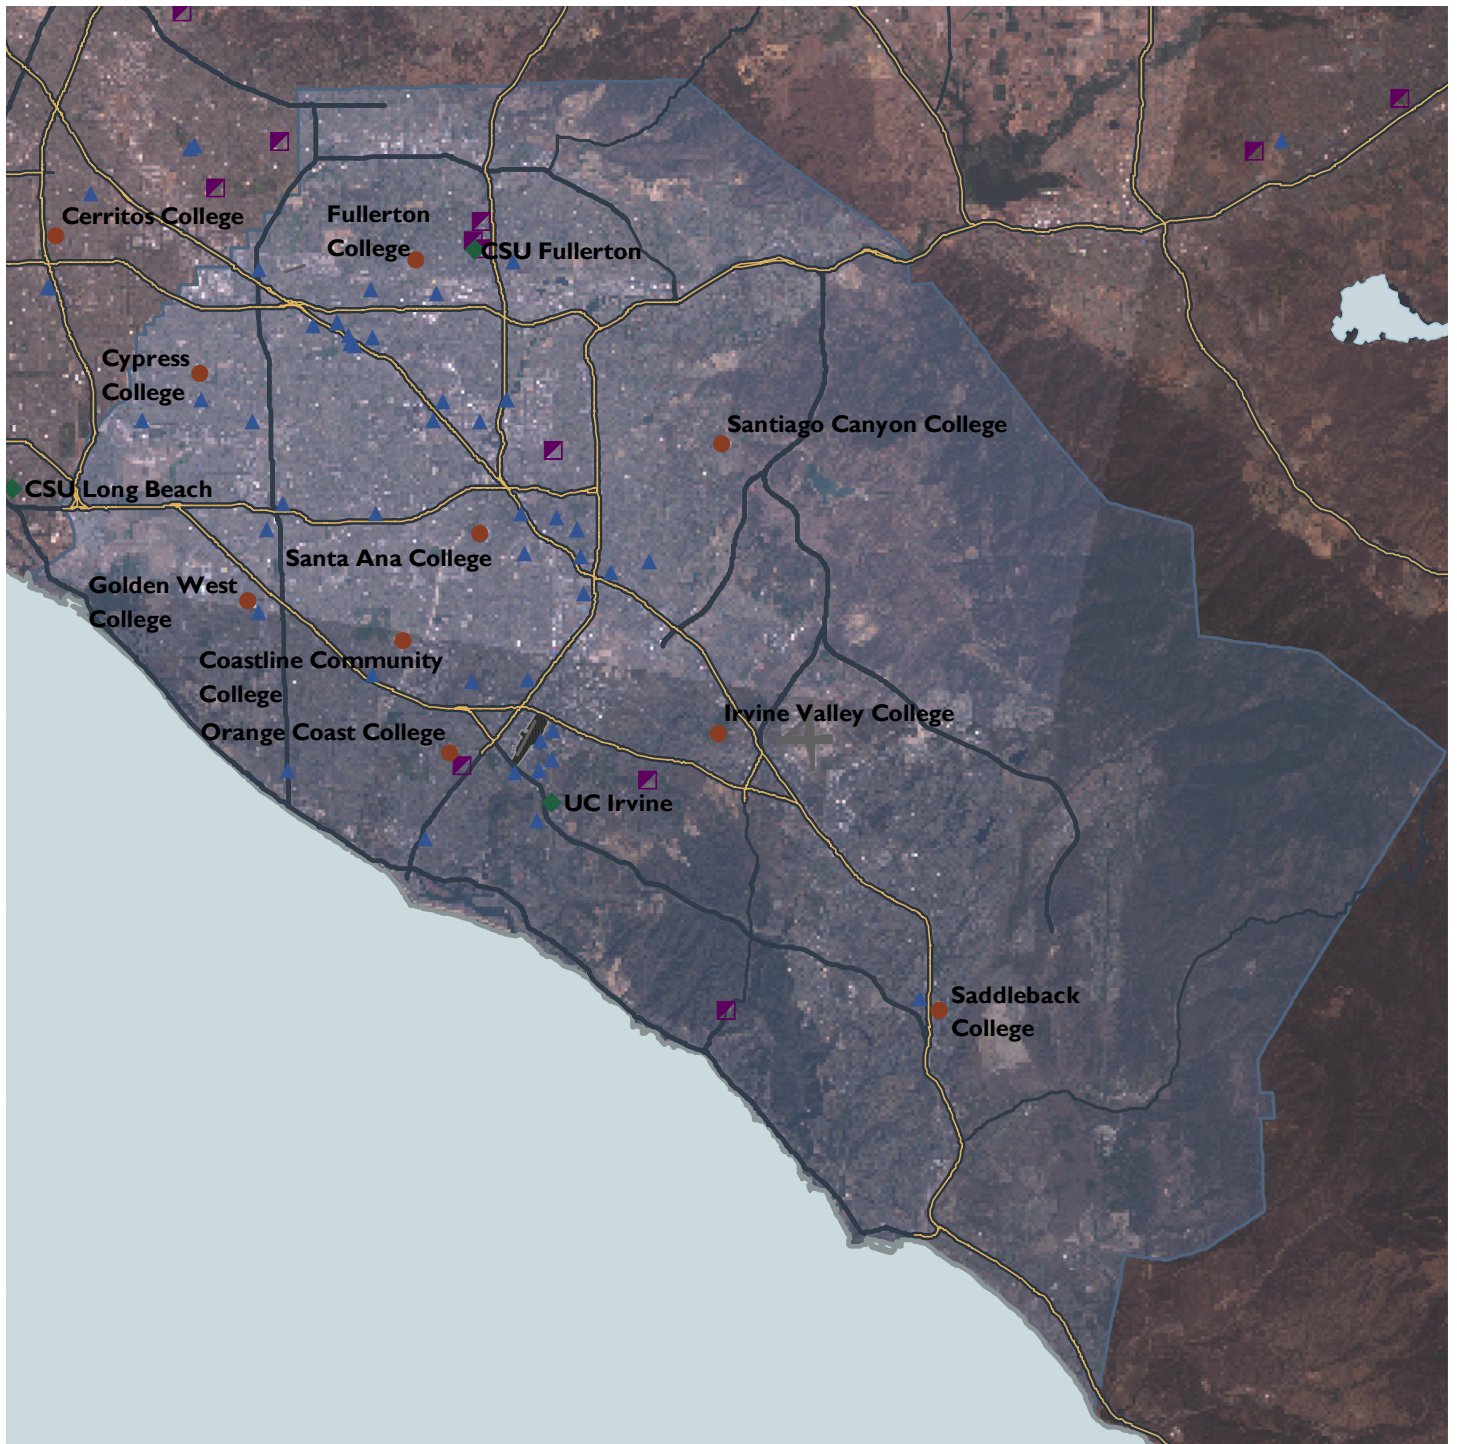 Cerritos College
Fullerton
College
CSU Fullerton
Cypress
College
Santiago Canyon College
CSU Long Beach
Santa Ana College
Golden West
College
Coastline Community
College
Irvine Valley College
Orange Coast College
UC Irvine
Saddleback
College